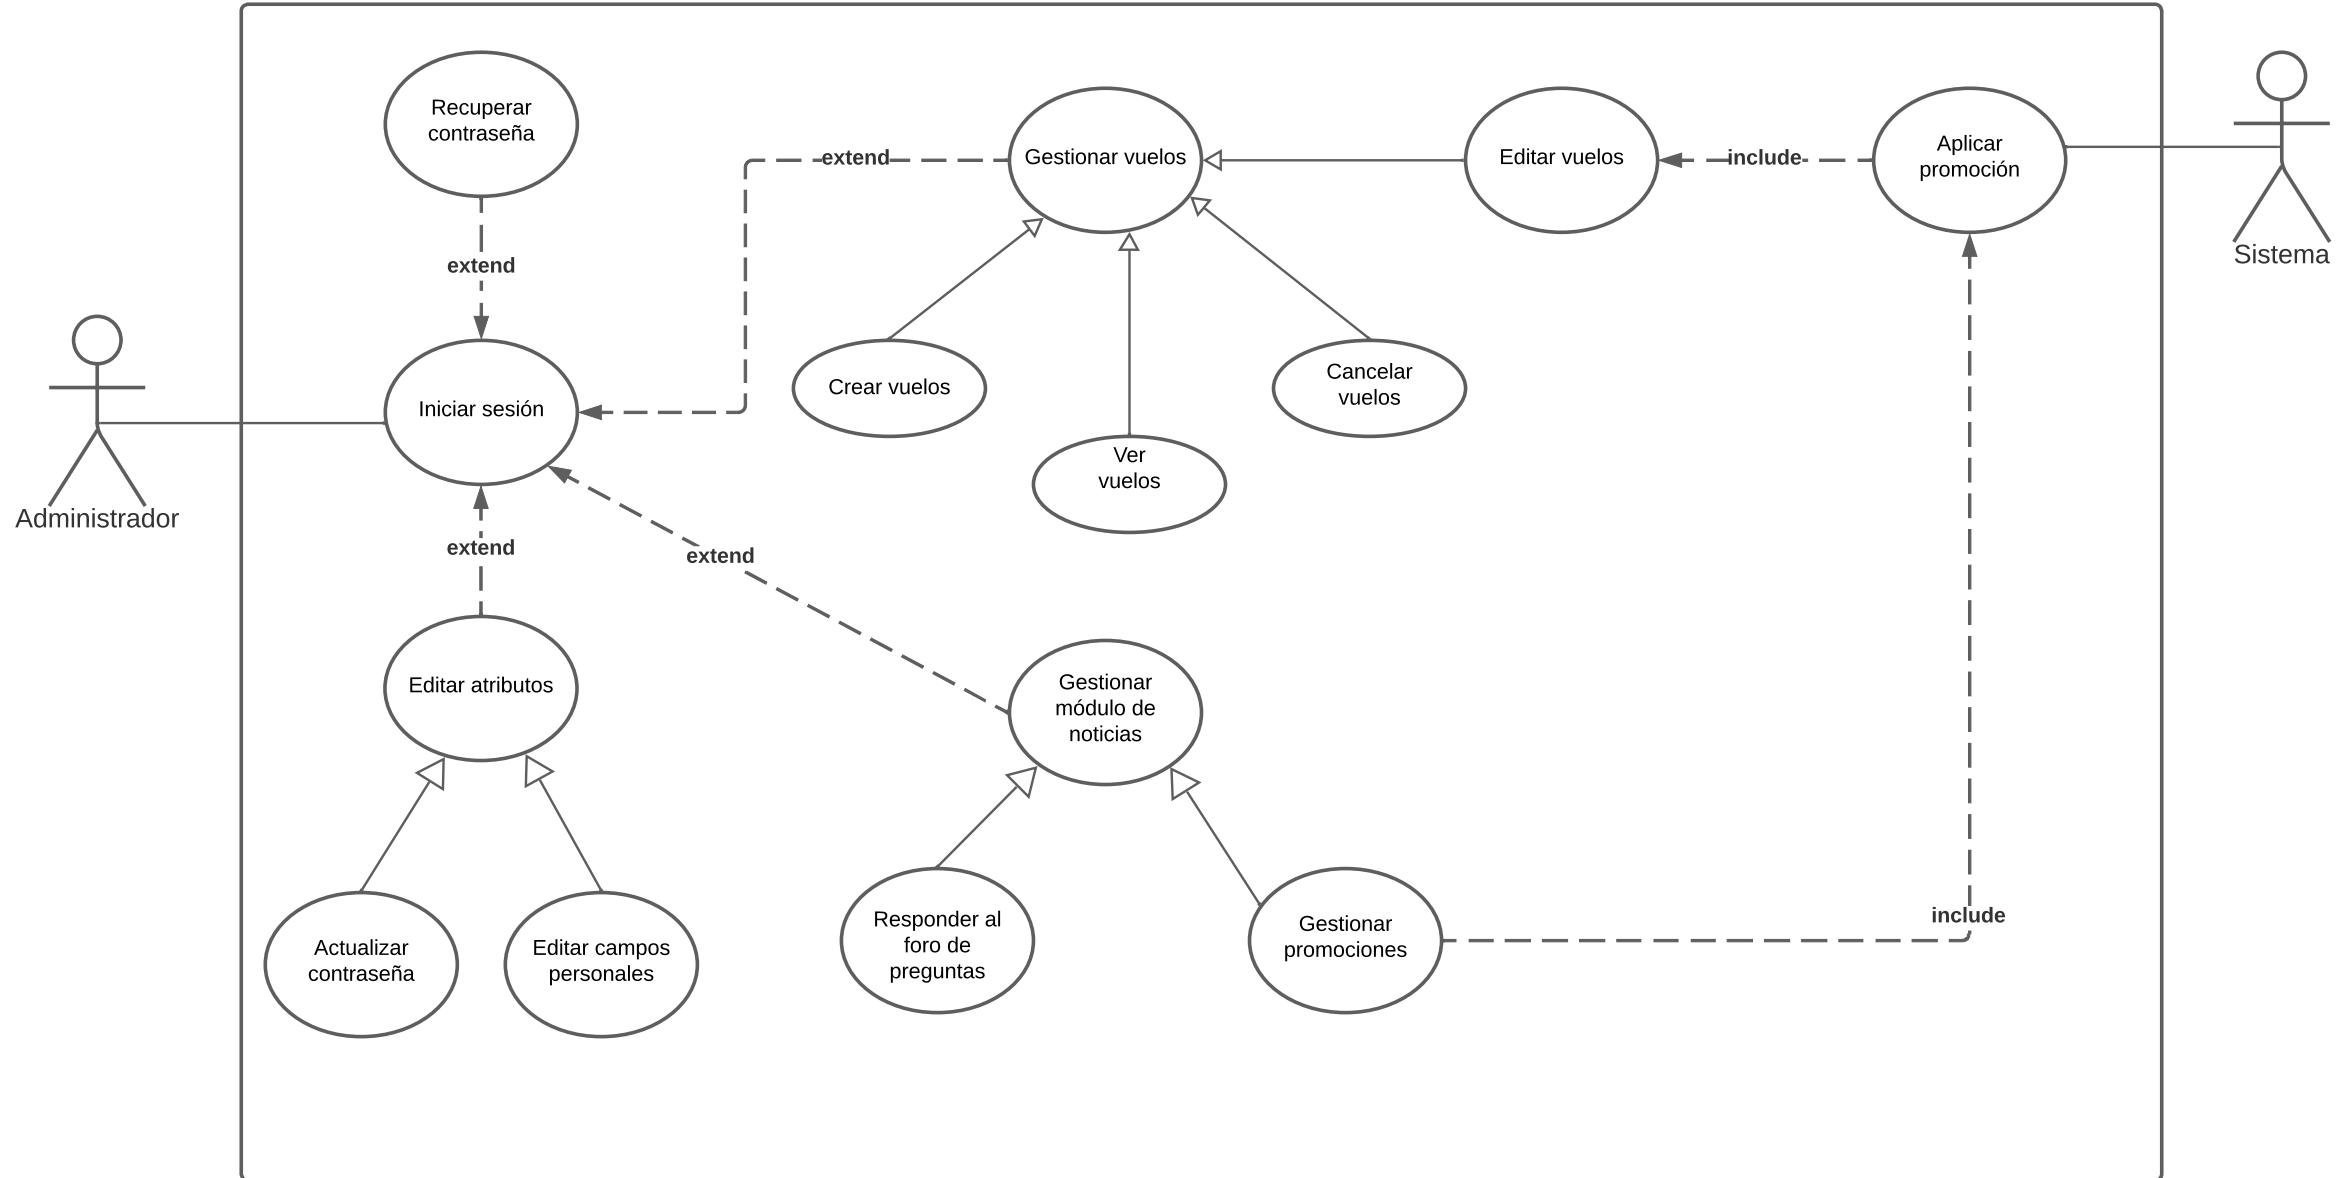 Recuperar
contraseña
extend
Gestionar vuelos
Editar vuelos
include
Aplicar
promoción
Sistema
extend
Iniciar sesión
Crear vuelos
Cancelar
vuelos
Ver
vuelos
Administrador
extend
extend
Editar atributos
Gestionar
módulo de
noticias
Actualizar
contraseña
Editar campos
personales
Responder al
foro de
preguntas
Gestionar
promociones
include